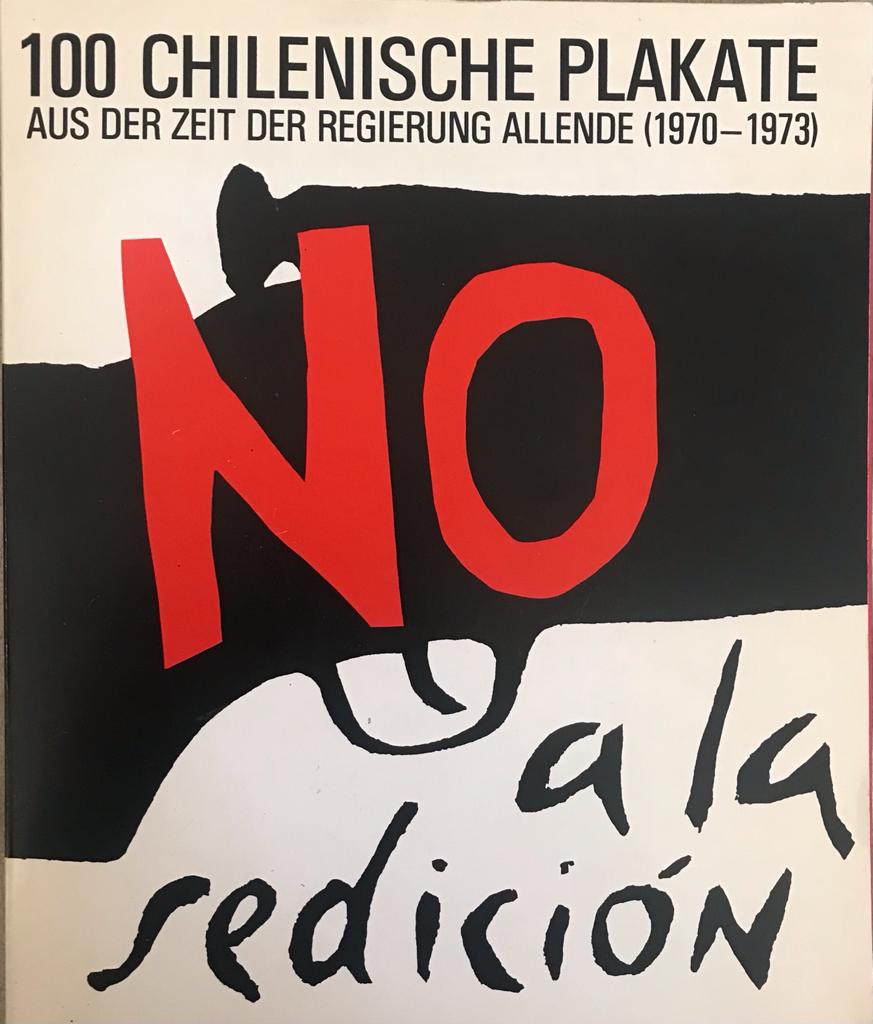 100 CHILENISCHE PLAKATE
AUS DER ZEIT DER REGIERUNG ALLENDE (1970–1973)
NO
a la
sedición